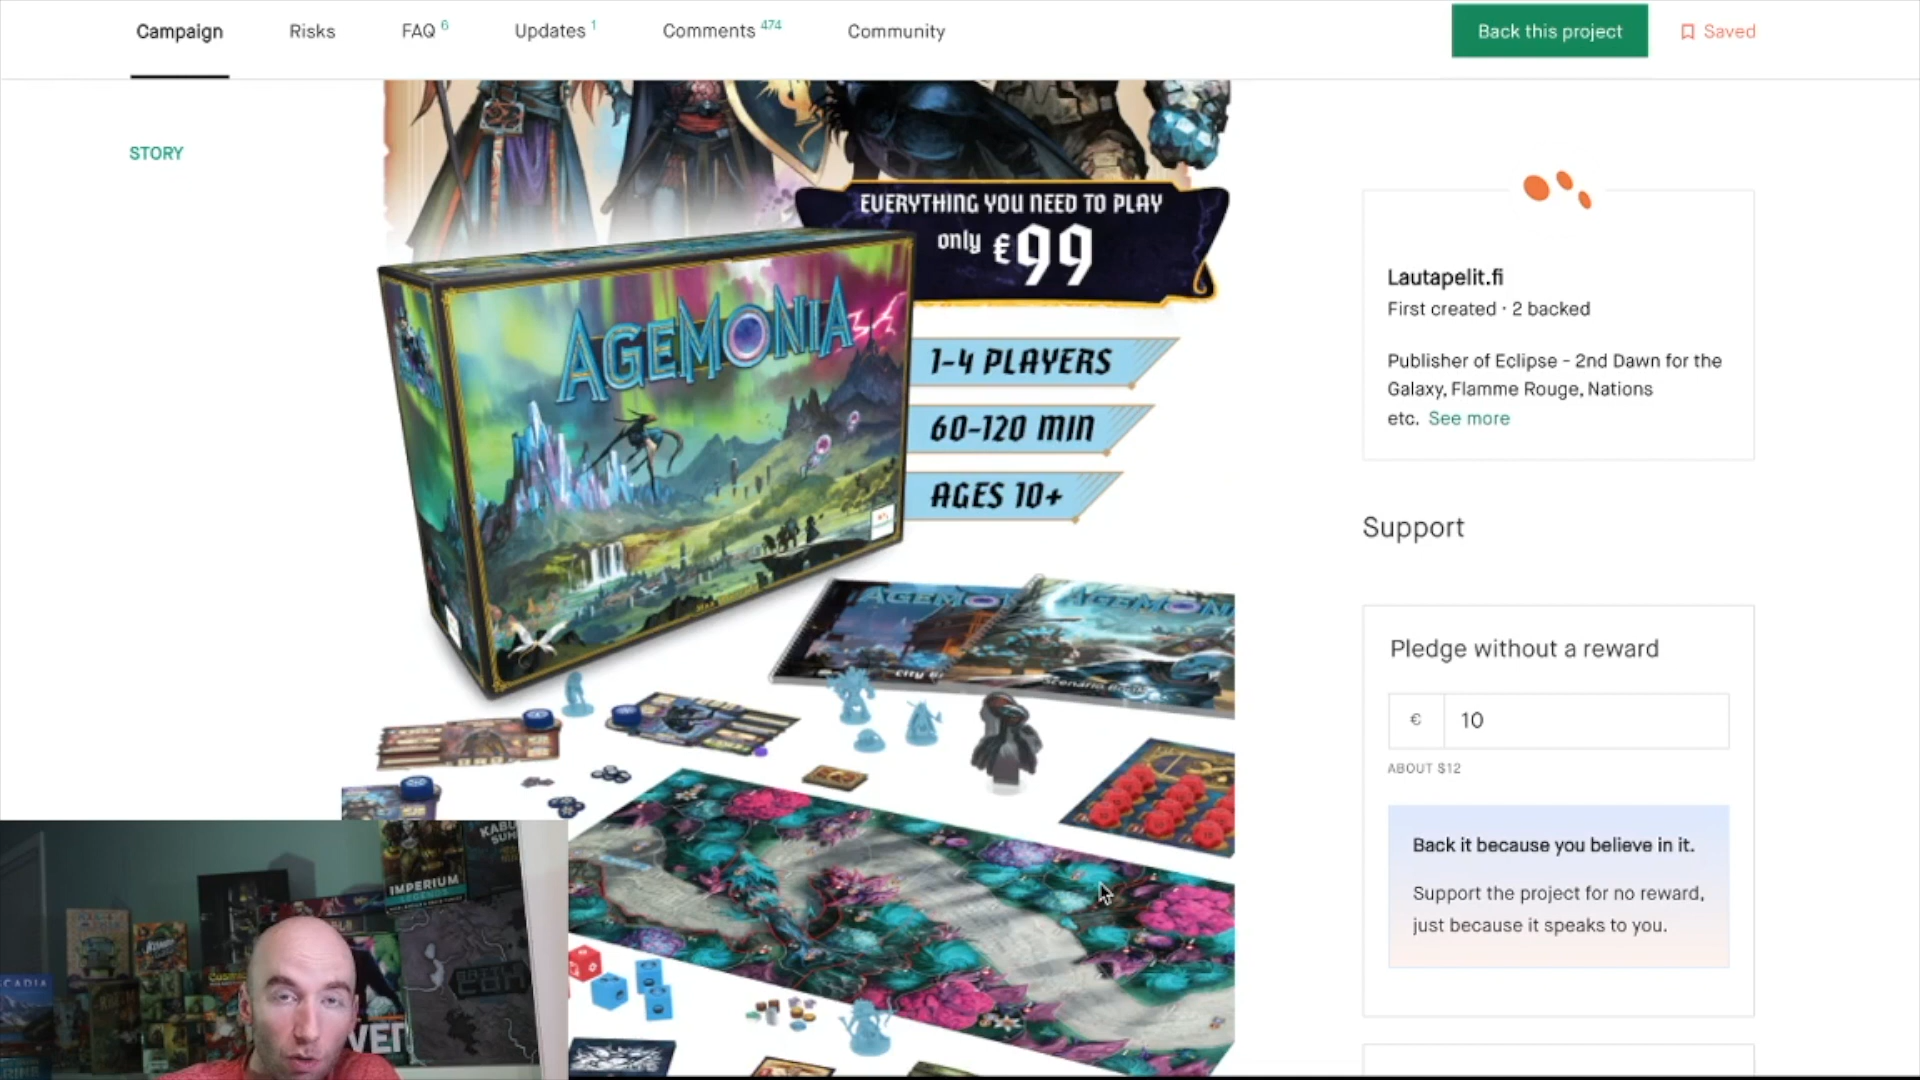 Campaign
Risks
FAQ 6
Updates 1
Comments 474
Community
Back this project
Saved
STORY
EVERYTHING YOU NEED TO PLAY
only €99
AGEMONIA
1-4 PLAYERS
60-120 MIN
AGES 10+
Lautapelit.fi
First created · 2 backed
Publisher of Eclipse - 2nd Dawn for the
Galaxy, Flamme Rouge, Nations
etc. See more
Support
Pledge without a reward
€ 10
ABOUT $12
Back it because you believe in it.
Support the project for no reward,
just because it speaks to you.
IMPERIUM
LEGENDS